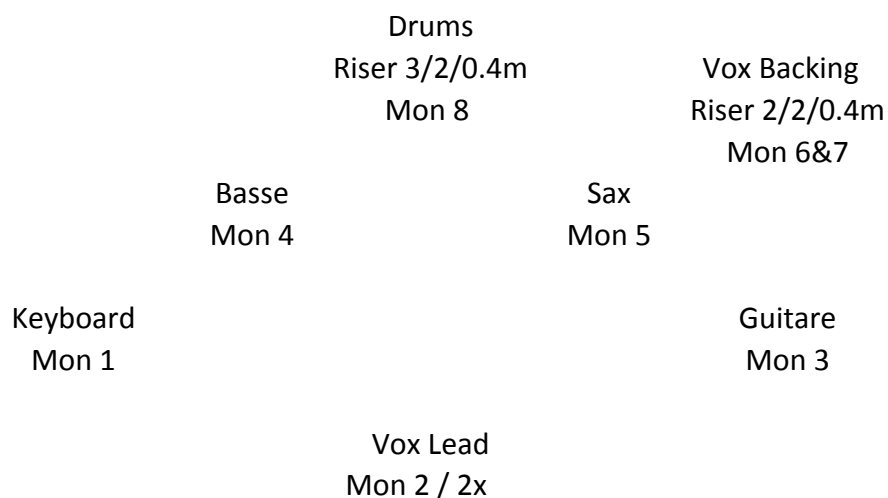 Drums
Riser 3/2/0.4m
Mon 8
Vox Backing
Riser 2/2/0.4m
Mon 6&7
Basse
Mon 4
Sax
Mon 5
Keyboard
Mon 1
Guitare
Mon 3
Vox Lead
Mon 2 / 2x